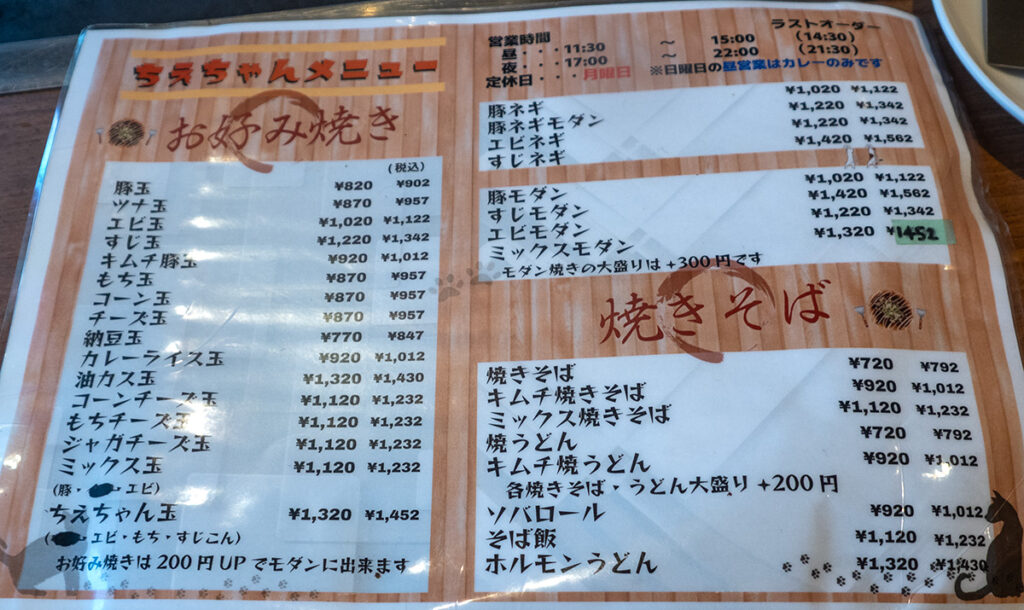 ちえちゃんメニュー
お好み焼き
(税込)
豚玉 ¥820 ¥902
ツナ玉 ¥870 ¥957
エビ玉 ¥1,020 ¥1,122
すじ玉 ¥1,220 ¥1,342
キムチ豚玉 ¥920 ¥1,012
もち玉 ¥870 ¥957
コーン玉 ¥870 ¥957
チーズ玉 ¥870 ¥957
納豆玉 ¥770 ¥847
カレーライス玉 ¥920 ¥1,012
油カス玉 ¥1,320 ¥1,430
コーンチーズ玉 ¥1,120 ¥1,232
もちチーズ玉 ¥1,120 ¥1,232
ジャガチーズ玉 ¥1,120 ¥1,232
ミックス玉 ¥1,120 ¥1,232
(豚・ ・エビ)
ちえちゃん玉 ¥1,320 ¥1,452
( ・エビ・もち・すじこん)
お好み焼きは200円UPでモダンに出来ます
営業時間 ラストオーダー
昼・・・11:30 ～ 15:00 (14:30)
夜・・・17:00 ～ 22:00 (21:30)
定休日・・・月曜日 ※日曜日の昼営業はカレーのみです
豚ネギ ¥1,020 ¥1,122
豚ネギモダン ¥1,220 ¥1,342
エビネギ ¥1,220 ¥1,342
すじネギ ¥1,420 ¥1,562
豚モダン ¥1,020 ¥1,122
すじモダン ¥1,420 ¥1,562
エビモダン ¥1,220 ¥1,342
ミックスモダン ¥1,320 ¥1452
モダン焼きの大盛りは+300円です
焼きそば
焼きそば ¥720 ¥792
キムチ焼きそば ¥920 ¥1,012
ミックス焼きそば ¥1,120 ¥1,232
焼うどん ¥720 ¥792
キムチ焼うどん ¥920 ¥1,012
各焼きそば・うどん大盛り+200円
ソバロール ¥920 ¥1,012
そば飯 ¥1,120 ¥1,232
ホルモンうどん ¥1,320 ¥1,430